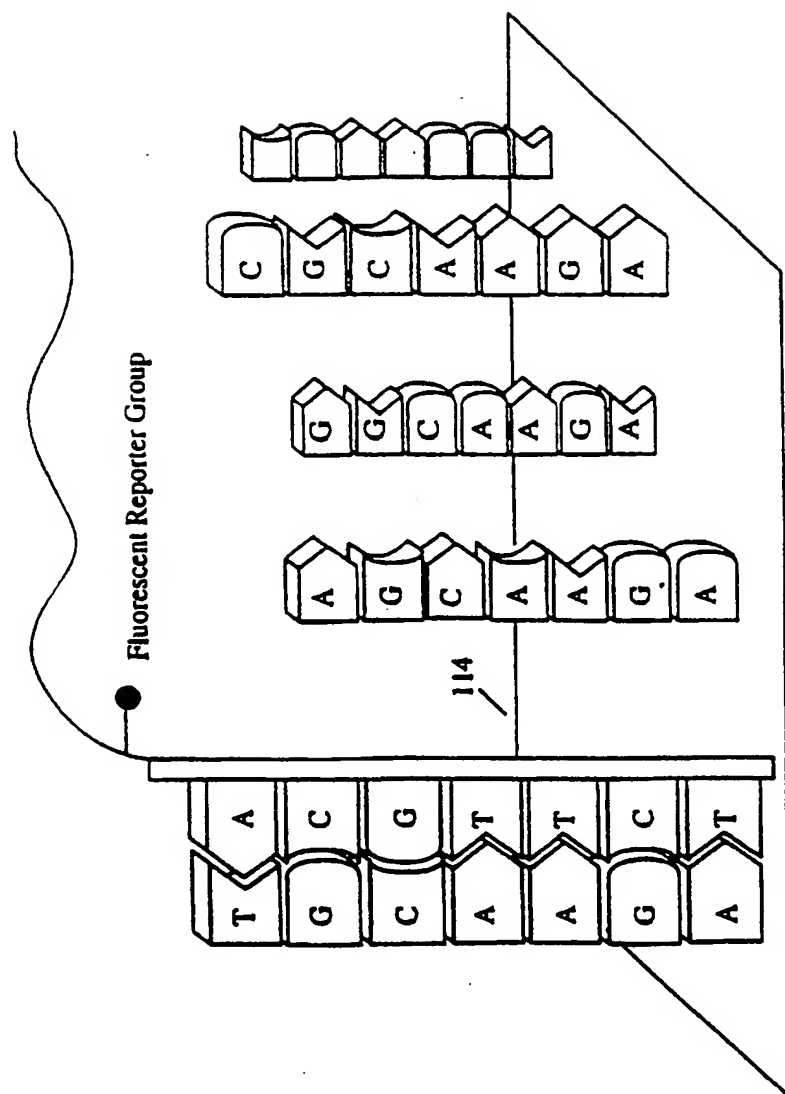 Fluorescent Reporter Group
T G C A A G A
A C G T T C T
114
A G C A A G A
G G C A A G A
C G C A A G A